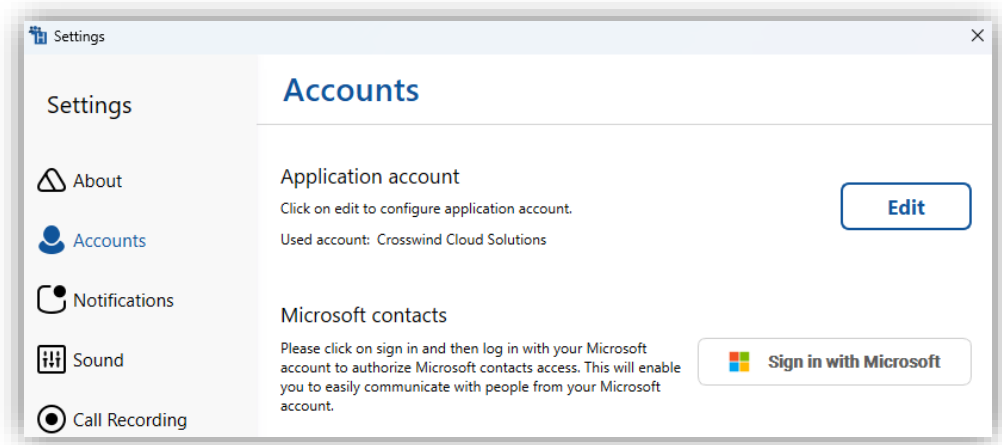 Settings
Settings
About
Accounts
Notifications
Sound
Call Recording
Accounts
Application account
Click on edit to configure application account.
Used account: Crosswind Cloud Solutions
Edit
Microsoft contacts
Please click on sign in and then log in with your Microsoft
account to authorize Microsoft contacts access. This will enable
you to easily communicate with people from your Microsoft
account.
Sign in with Microsoft